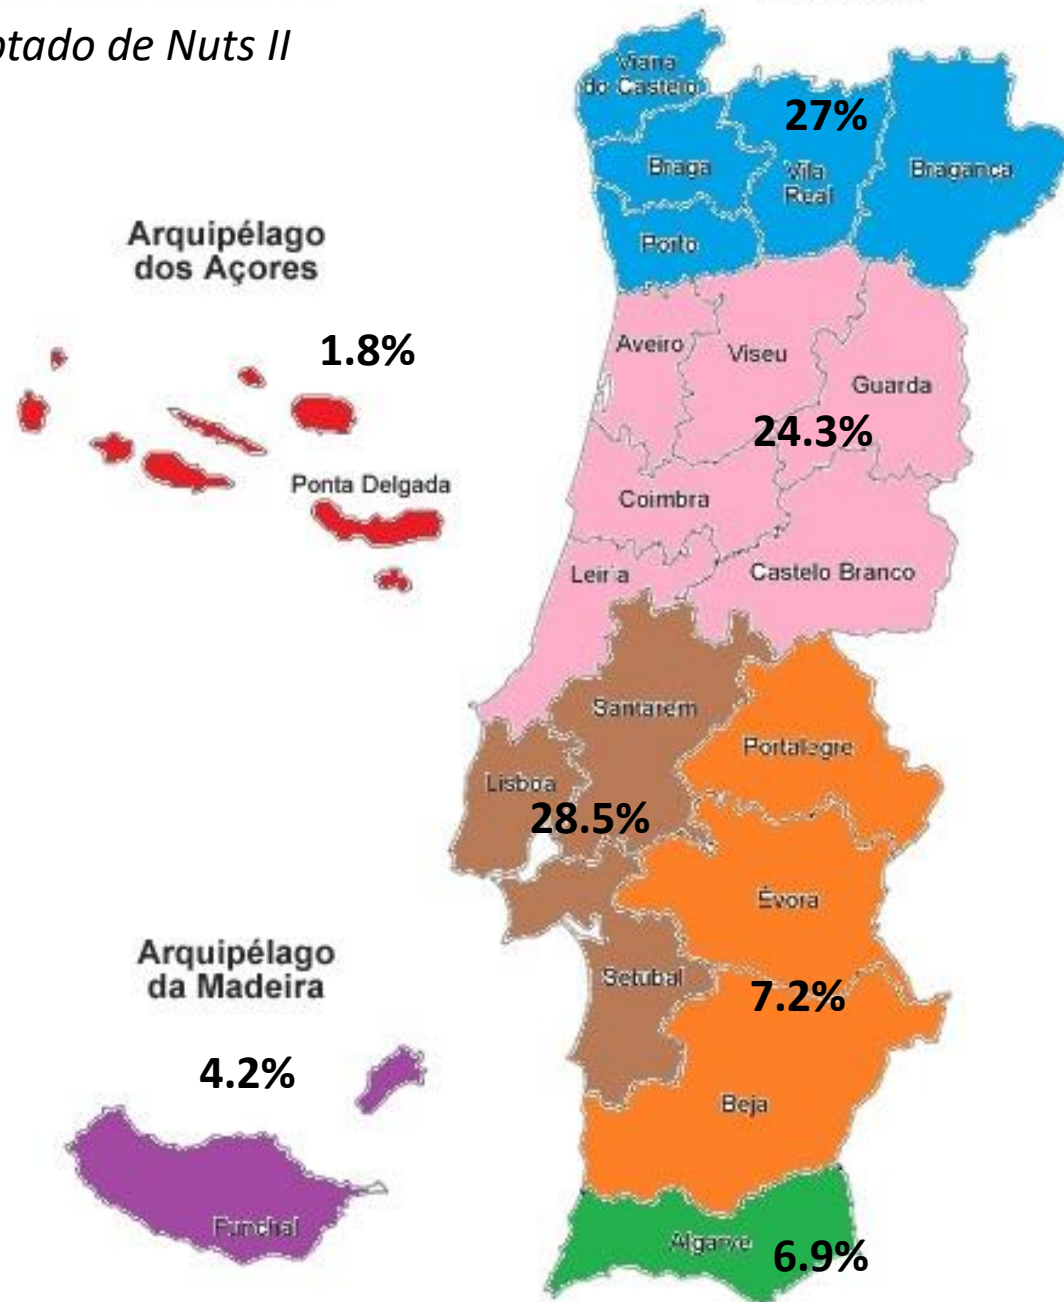 ptado de Nuts II
Viana
do Castelo
27%
Braga
Vila
Real
Bragança
Porto
Arquipélago
dos Açores
1.8%
Aveiro
Viseu
Guarda
24.3%
Ponta Delgada
Coimbra
Leiria
Castelo Branco
Santarem
Portalegre
Lisboa
28.5%
Évora
Arquipélago
da Madeira
Setubal
7.2%
4.2%
Beja
Funchal
Algarve
6.9%